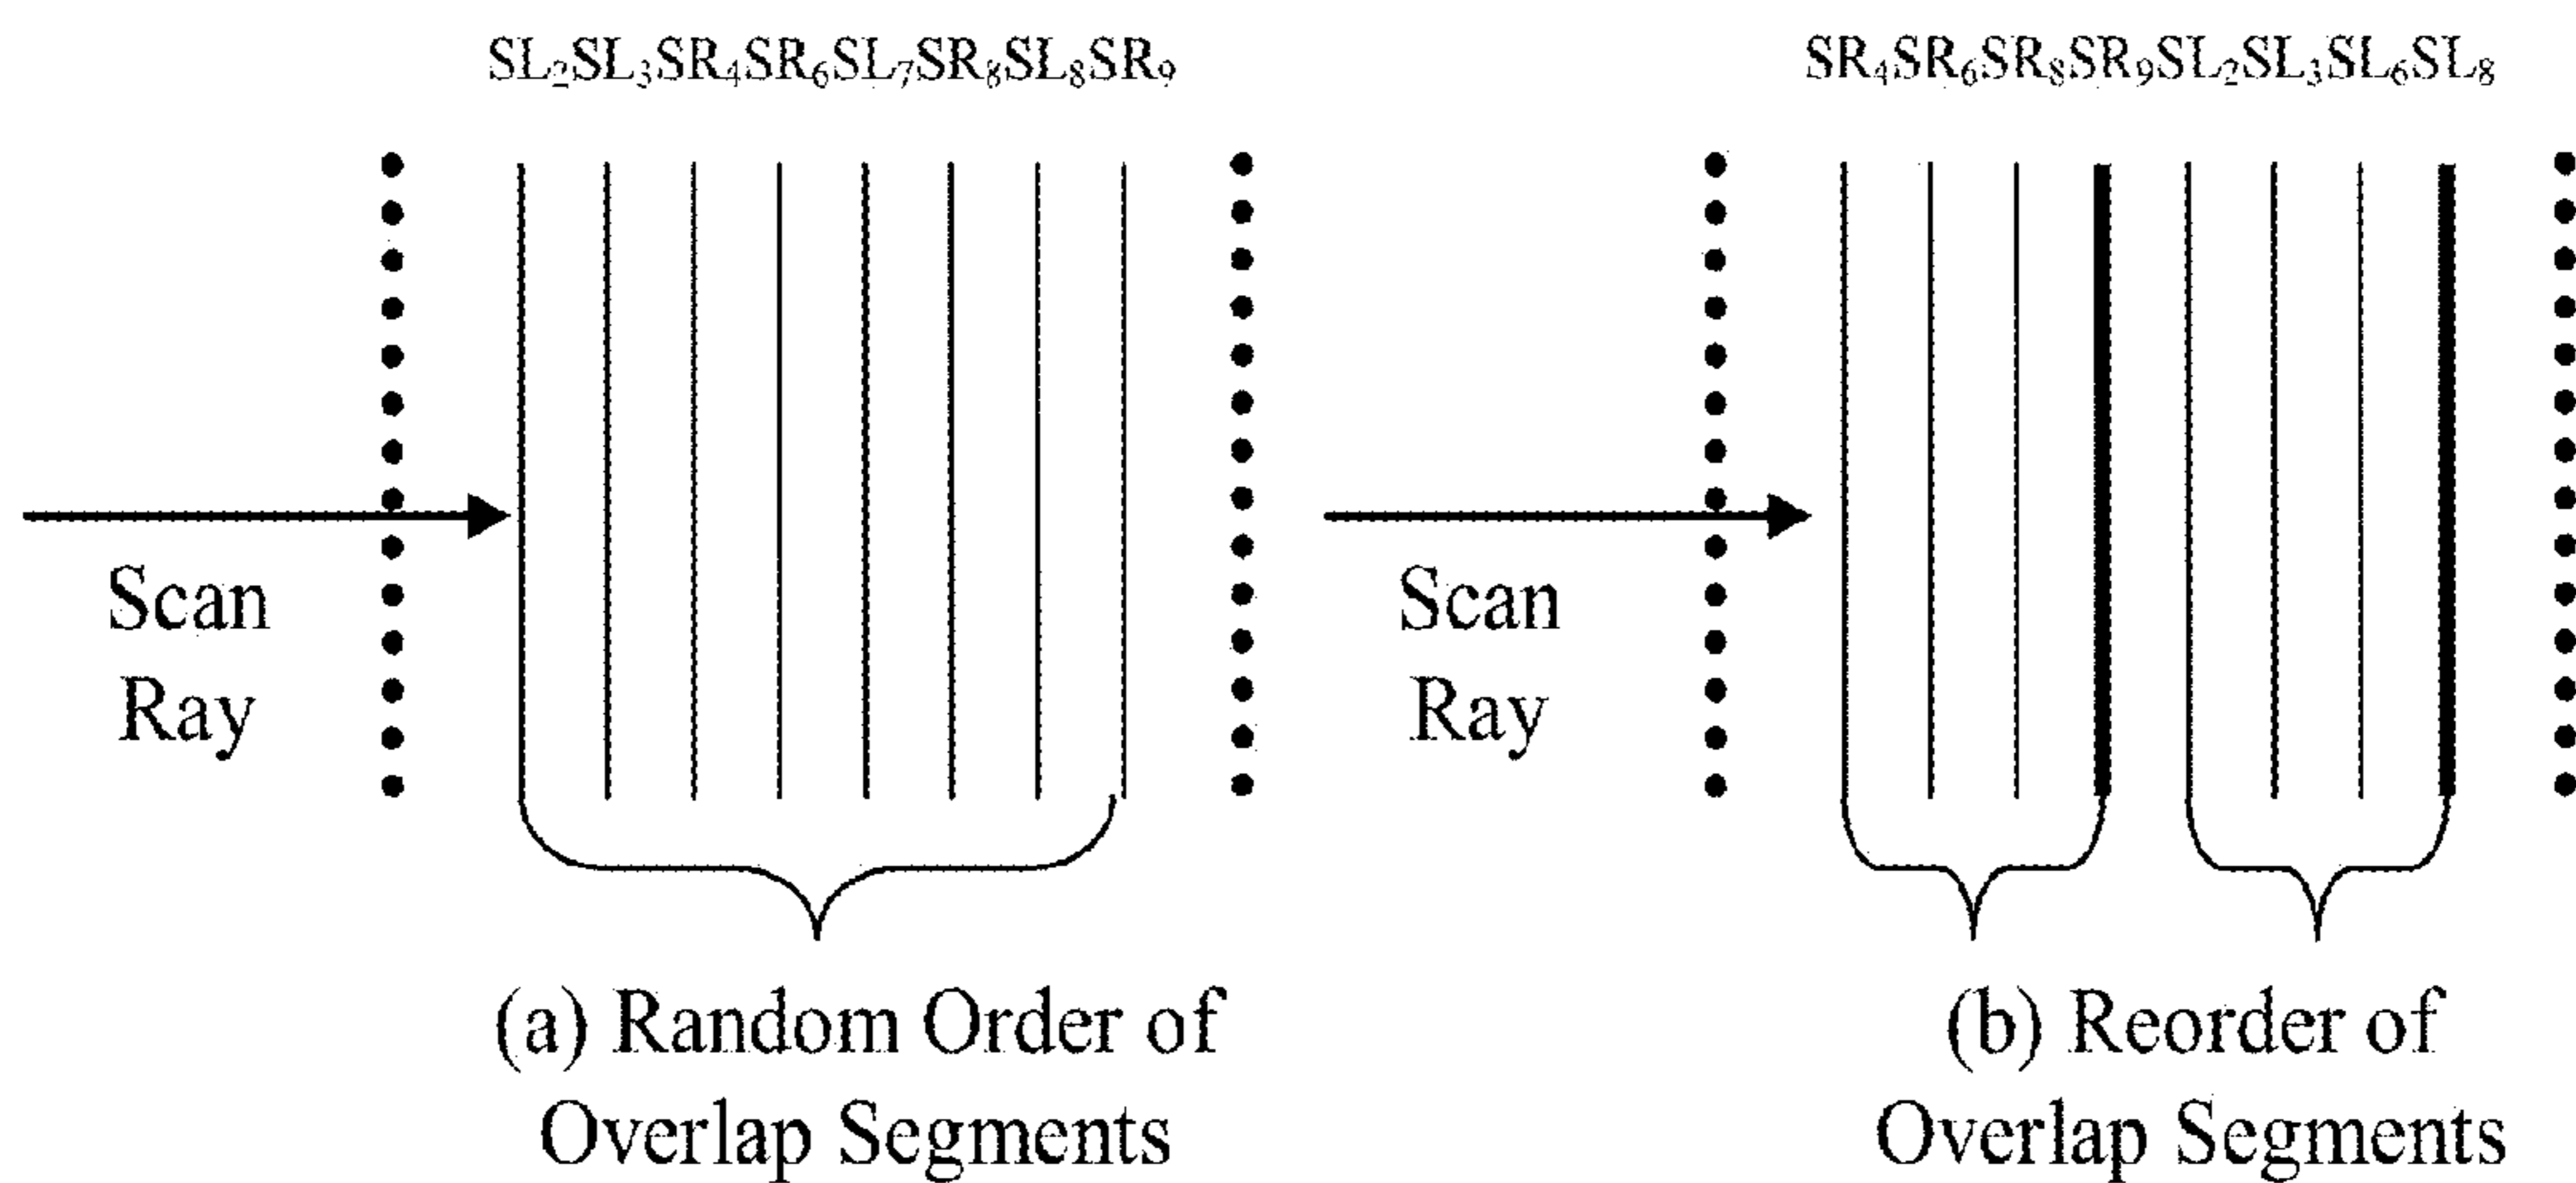 SL₂SL₃SR₄SR₆SL₇SR₈SL₈SR₉
SR₄SR₆SR₈SR₉SL₂SL₃SL₆SL₈
Scan
Ray
Scan
Ray
(a) Random Order of
Overlap Segments
(b) Reorder of
Overlap Segments